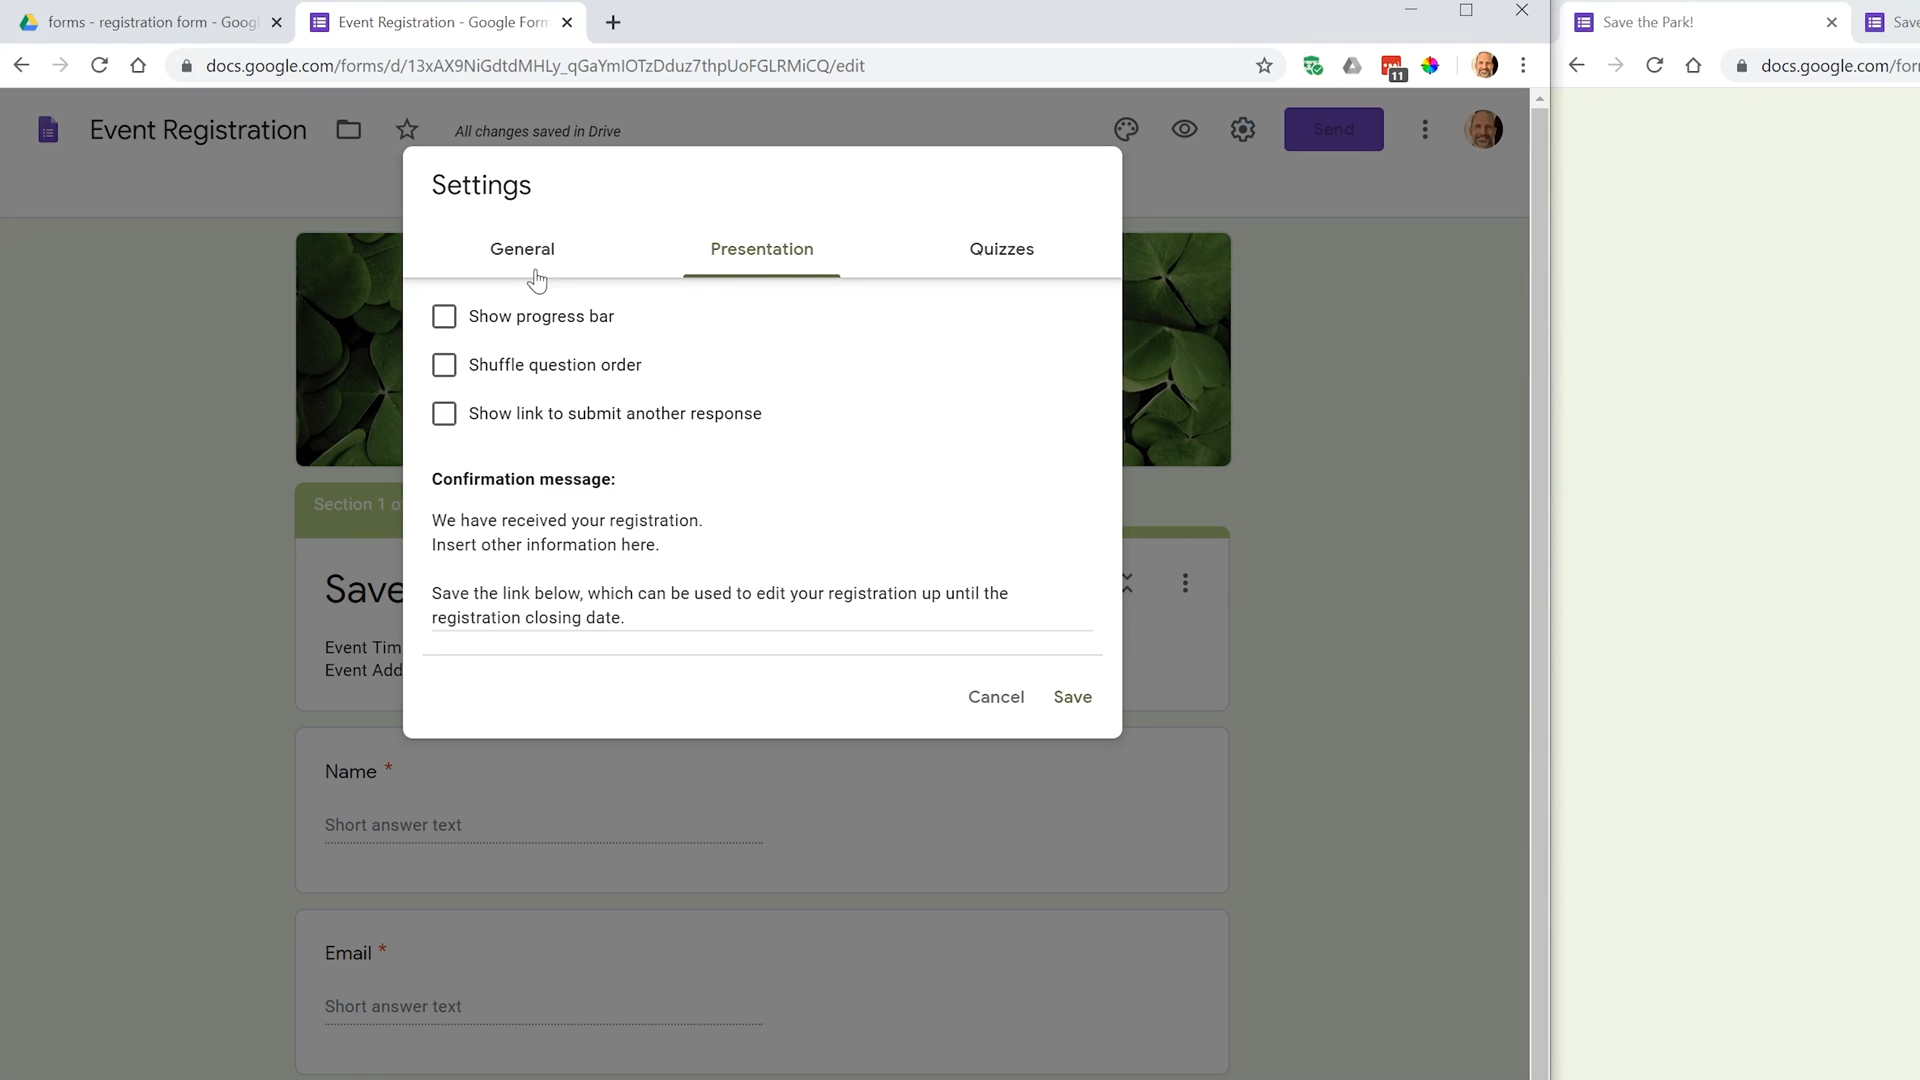 forms - registration form - Goog
Event Registration - Google Form
Save the Park!
Save
docs.google.com/forms/d/13xAX9NiGdtdMHLy_qGaYmIOTzDduz7thpUoFGLRMiCQ/edit
11
docs.google.com/for
Event Registration
All changes saved in Drive
Send
Settings
General
Presentation
Quizzes
Show progress bar
Shuffle question order
Show link to submit another response
Confirmation message:
We have received your registration.
Insert other information here.
Save the link below, which can be used to edit your registration up until the
registration closing date.
Cancel
Save
Section 1 o
Save
Event Tim
Event Add
Name *
Short answer text
Email *
Short answer text